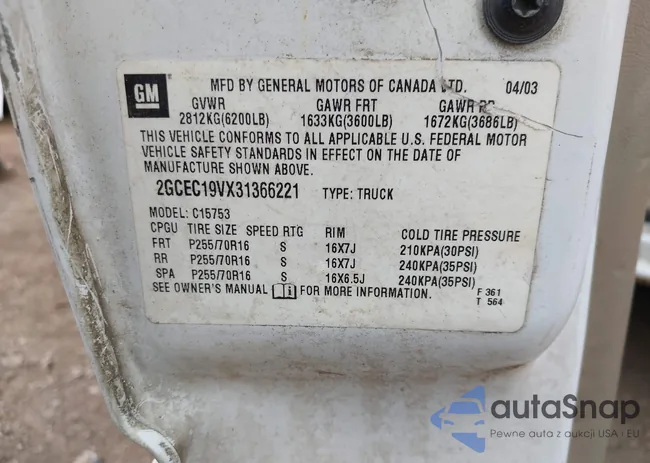 GM
MFD BY GENERAL MOTORS OF CANADA LTD. 04/03
GVWR GAWR FRT GAWR RR
2812KG(6200LB) 1633KG(3600LB) 1672KG(3686LB)
THIS VEHICLE CONFORMS TO ALL APPLICABLE U.S. FEDERAL MOTOR
VEHICLE SAFETY STANDARDS IN EFFECT ON THE DATE OF
MANUFACTURE SHOWN ABOVE.
2GCEC19VX31366221 TYPE: TRUCK
MODEL: C15753
CPGU TIRE SIZE SPEED RTG RIM COLD TIRE PRESSURE
FRT P255/70R16 S 16X7J 210KPA(30PSI)
RR P255/70R16 S 16X7J 240KPA(35PSI)
SPA P255/70R16 S 16X6.5J 240KPA(35PSI)
SEE OWNER'S MANUAL FOR MORE INFORMATION.
F 361
T 564
autaSnap
Pewne auta z aukcji USA i EU